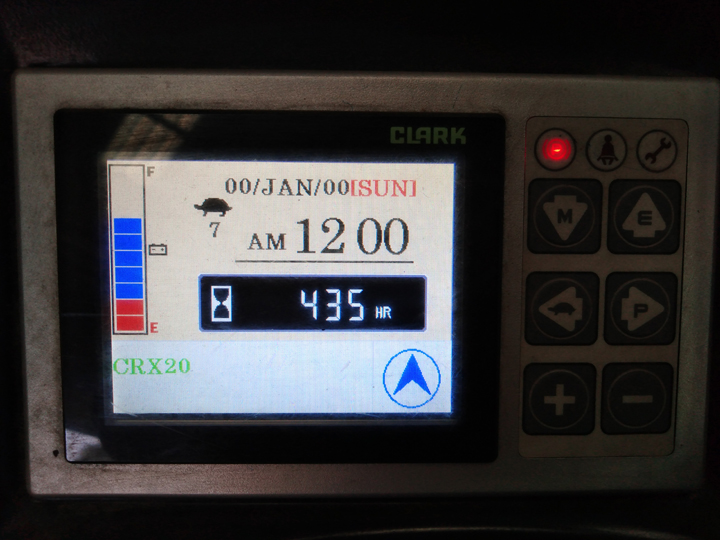 CLARK
F
00/JAN/00[SUN]
7
AM 12 00
435 HR
E
CRX20
M
E
P
+
−